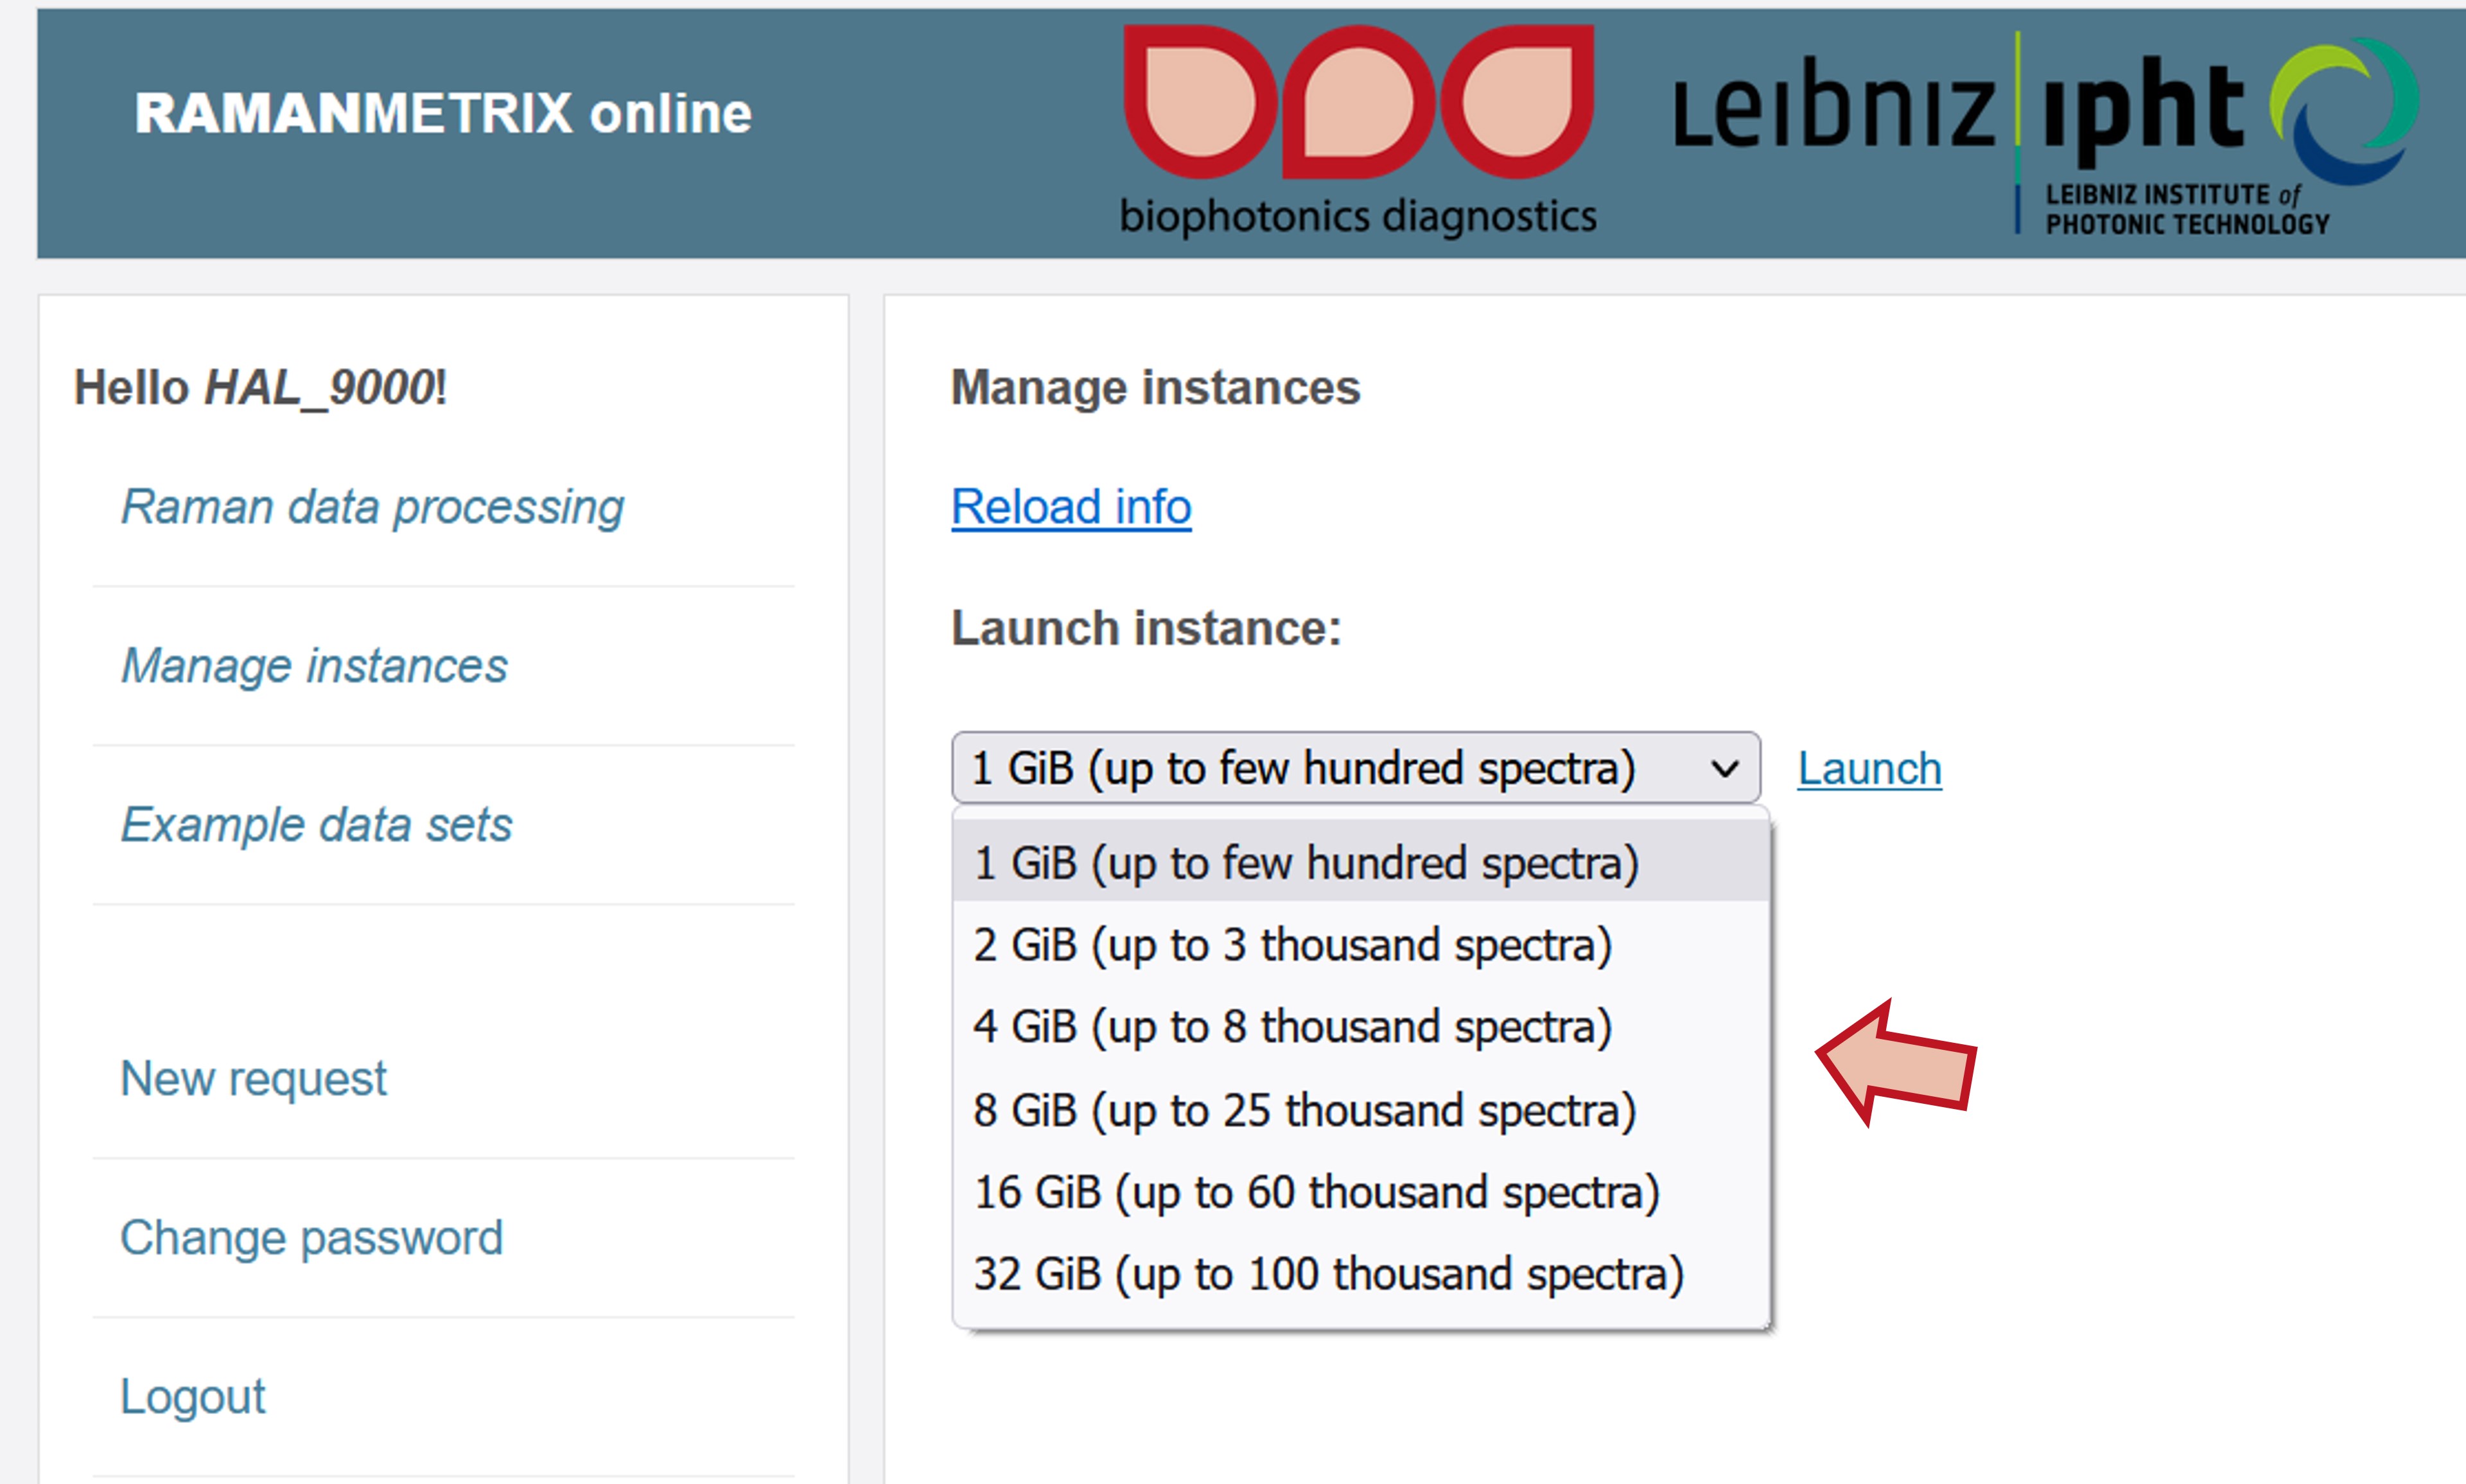 RAMANMETRIX online
biophotonics diagnostics
Leibniz ipht
LEIBNIZ INSTITUTE of
PHOTONIC TECHNOLOGY
Hello HAL_9000!
Raman data processing
Manage instances
Example data sets
New request
Change password
Logout
Manage instances
Reload info
Launch instance:
1 GiB (up to few hundred spectra) Launch
1 GiB (up to few hundred spectra)
2 GiB (up to 3 thousand spectra)
4 GiB (up to 8 thousand spectra)
8 GiB (up to 25 thousand spectra)
16 GiB (up to 60 thousand spectra)
32 GiB (up to 100 thousand spectra)